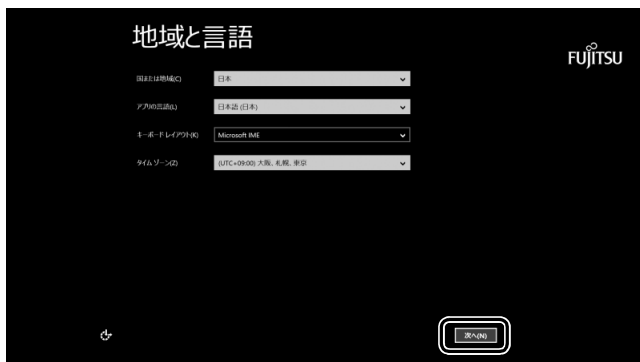 地域と言語
FUJITSU
国または地域(C)
日本
アプリの言語(L)
日本語 (日本)
キーボード レイアウト(K)
Microsoft IME
タイム ゾーン(Z)
(UTC+09:00) 大阪、札幌、東京
次へ(N)